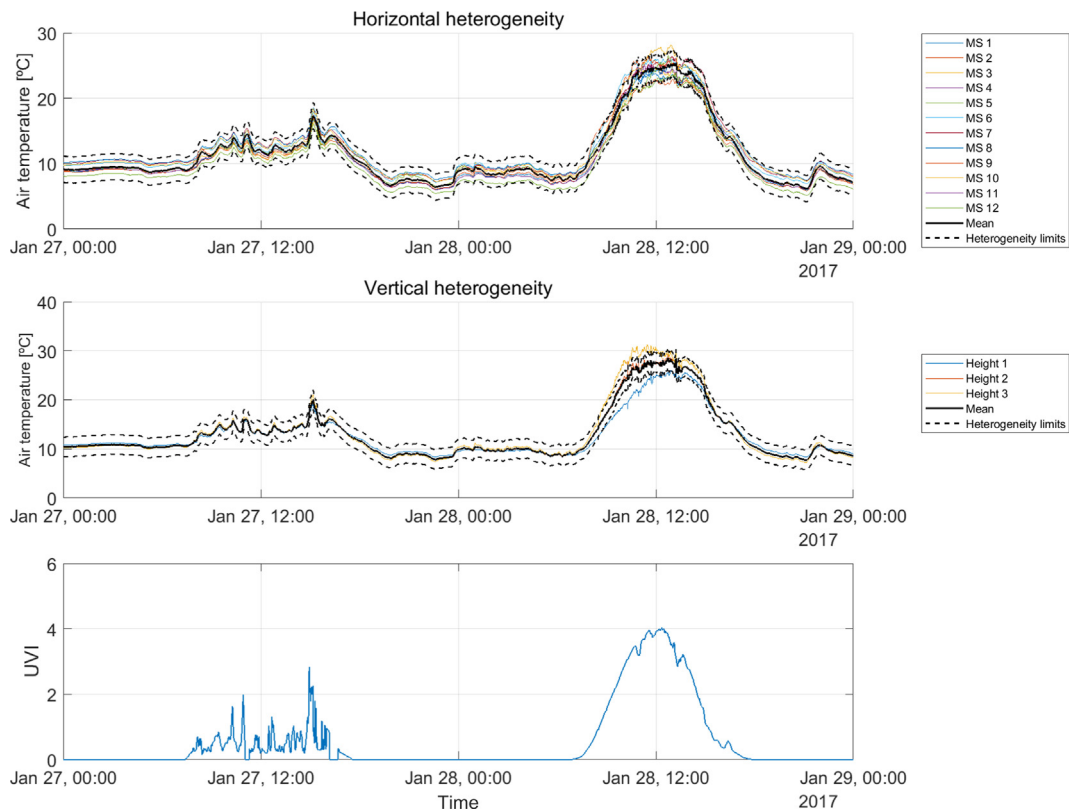 Horizontal heterogeneity
Air temperature [ºC]
30
20
10
0
Jan 27, 00:00 Jan 27, 12:00 Jan 28, 00:00 Jan 28, 12:00 Jan 29, 00:00
2017
MS 1
MS 2
MS 3
MS 4
MS 5
MS 6
MS 7
MS 8
MS 9
MS 10
MS 11
MS 12
Mean
Heterogeneity limits
Vertical heterogeneity
Air temperature [ºC]
40
30
20
10
0
Jan 27, 00:00 Jan 27, 12:00 Jan 28, 00:00 Jan 28, 12:00 Jan 29, 00:00
2017
Height 1
Height 2
Height 3
Mean
Heterogeneity limits
UVI
6
4
2
0
Jan 27, 00:00 Jan 27, 12:00 Jan 28, 00:00 Jan 28, 12:00 Jan 29, 00:00
Time
2017